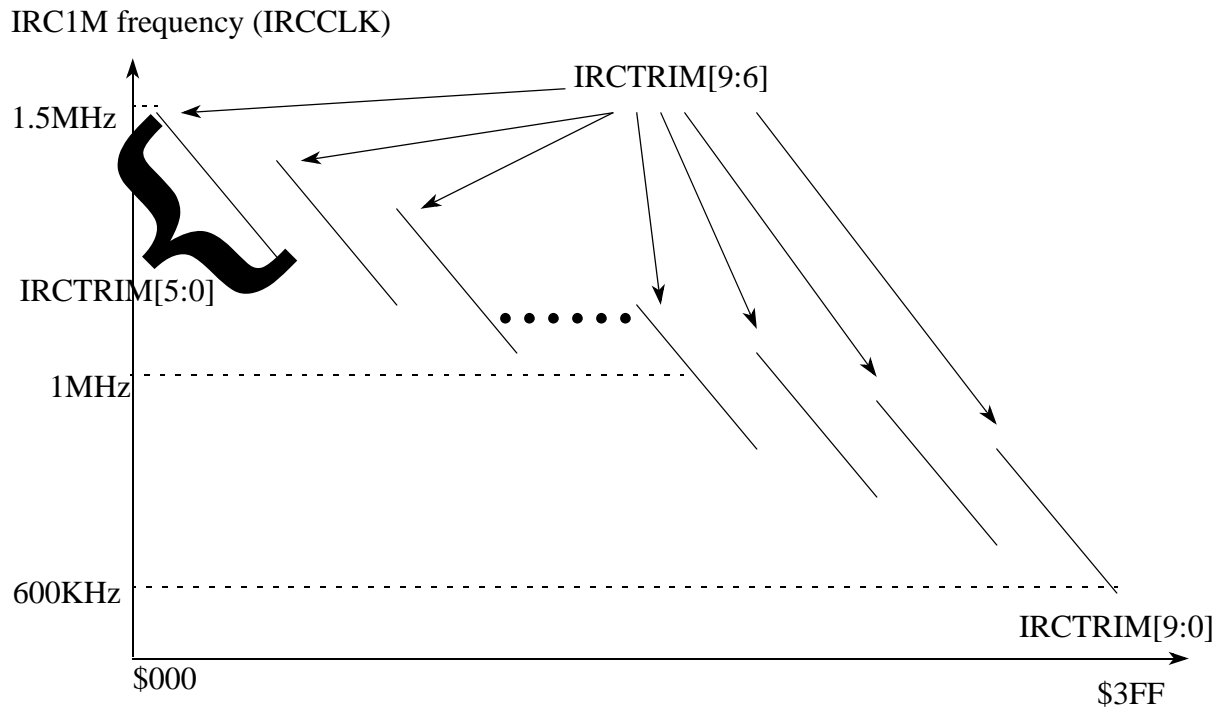 IRC1M frequency (IRCCLK)
IRCTRIM[9:6]
1.5MHz
IRCTRIM[5:0]
1MHz
600KHz
IRCTRIM[9:0]
$000
$3FF